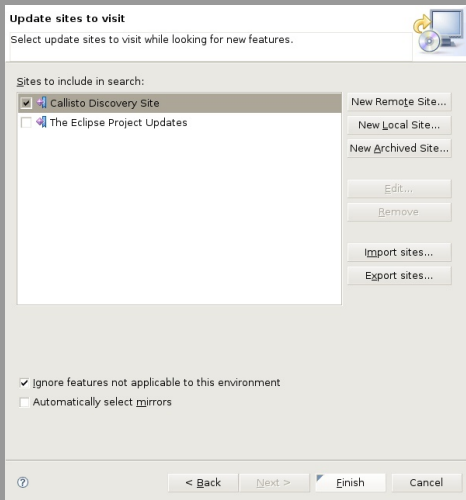 Update sites to visit
Select update sites to visit while looking for new features.
Sites to include in search:
Callisto Discovery Site
The Eclipse Project Updates
New Remote Site...
New Local Site...
New Archived Site...
Edit...
Remove
Import sites...
Export sites...
Ignore features not applicable to this environment
Automatically select mirrors
?
< Back
Next >
Finish
Cancel